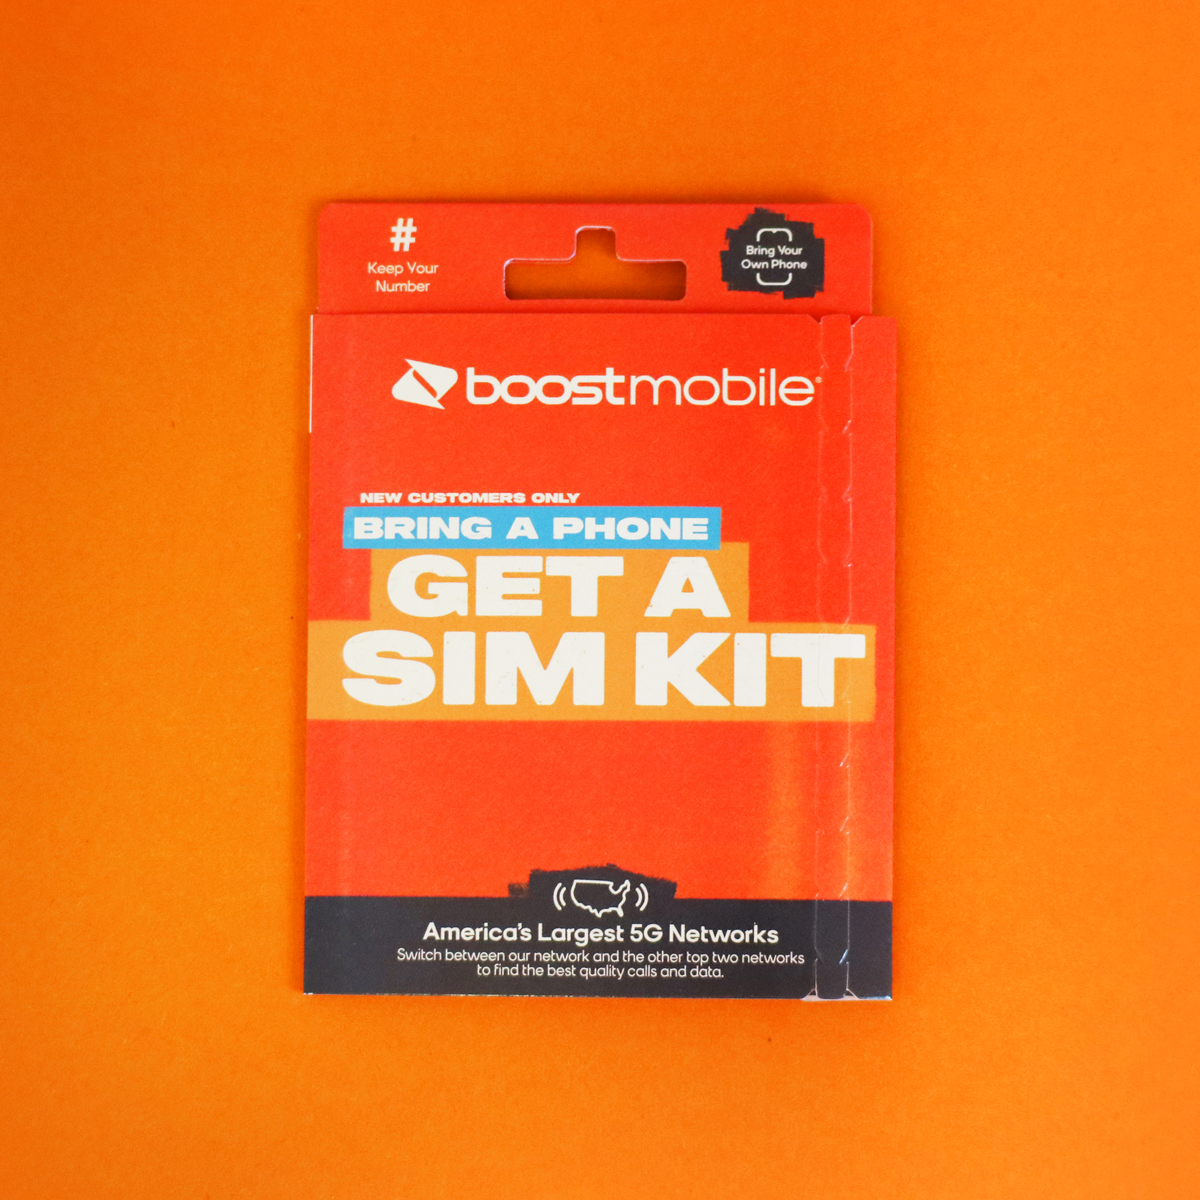 #
Keep Your
Number
Bring Your
Own Phone
boostmobile®
NEW CUSTOMERS ONLY
BRING A PHONE
GET A
SIM KIT
America's Largest 5G Networks
Switch between our network and the other top two networks
to find the best quality calls and data.